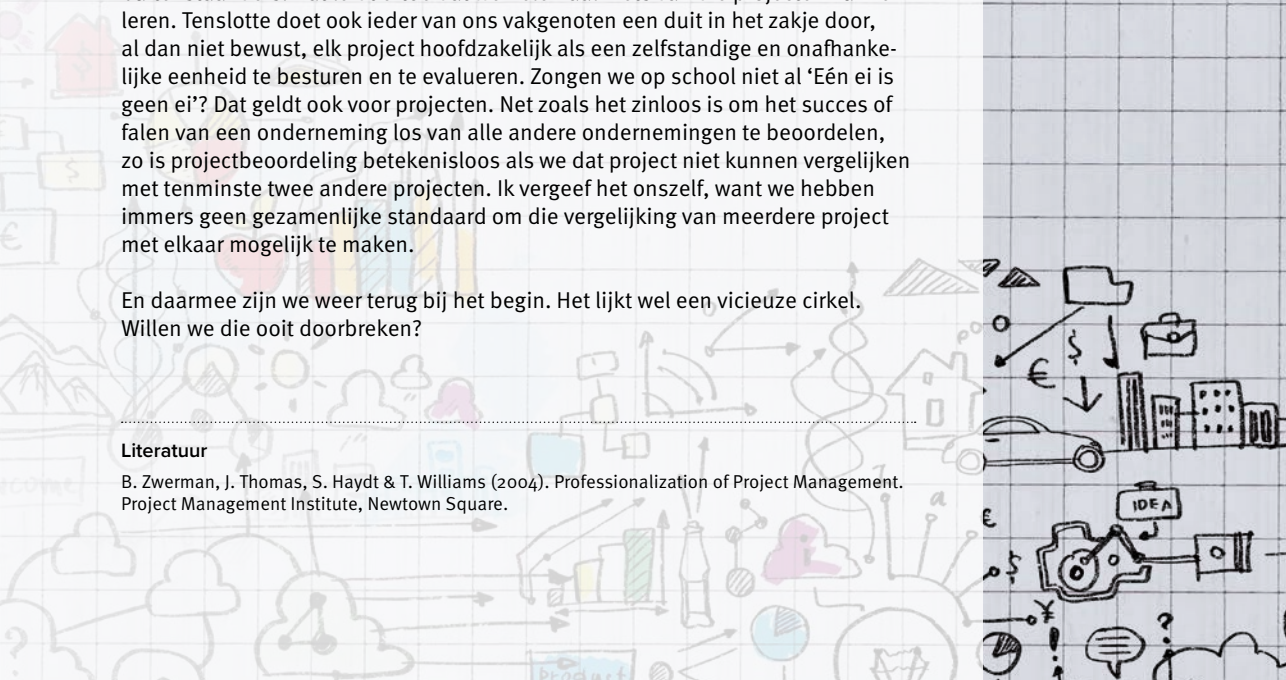 leren. Tenslotte doet ook ieder van ons vakgenoten een duit in het zakje door,
al dan niet bewust, elk project hoofdzakelijk als een zelfstandige en onafhanke-
lijke eenheid te besturen en te evalueren. Zongen we op school niet al ‘Eén ei is
geen ei’? Dat geldt ook voor projecten. Net zoals het zinloos is om het succes of
falen van een onderneming los van alle andere ondernemingen te beoordelen,
zo is projectbeoordeling betekenisloos als we dat project niet kunnen vergelijken
met tenminste twee andere projecten. Ik vergeef het onszelf, want we hebben
immers geen gezamenlijke standaard om die vergelijking van meerdere project
met elkaar mogelijk te maken.
En daarmee zijn we weer terug bij het begin. Het lijkt wel een vicieuze cirkel.
Willen we die ooit doorbreken?
Literatuur
B. Zwerman, J. Thomas, S. Haydt & T. Williams (2004). Professionalization of Project Management.
Project Management Institute, Newtown Square.
IDEA
product